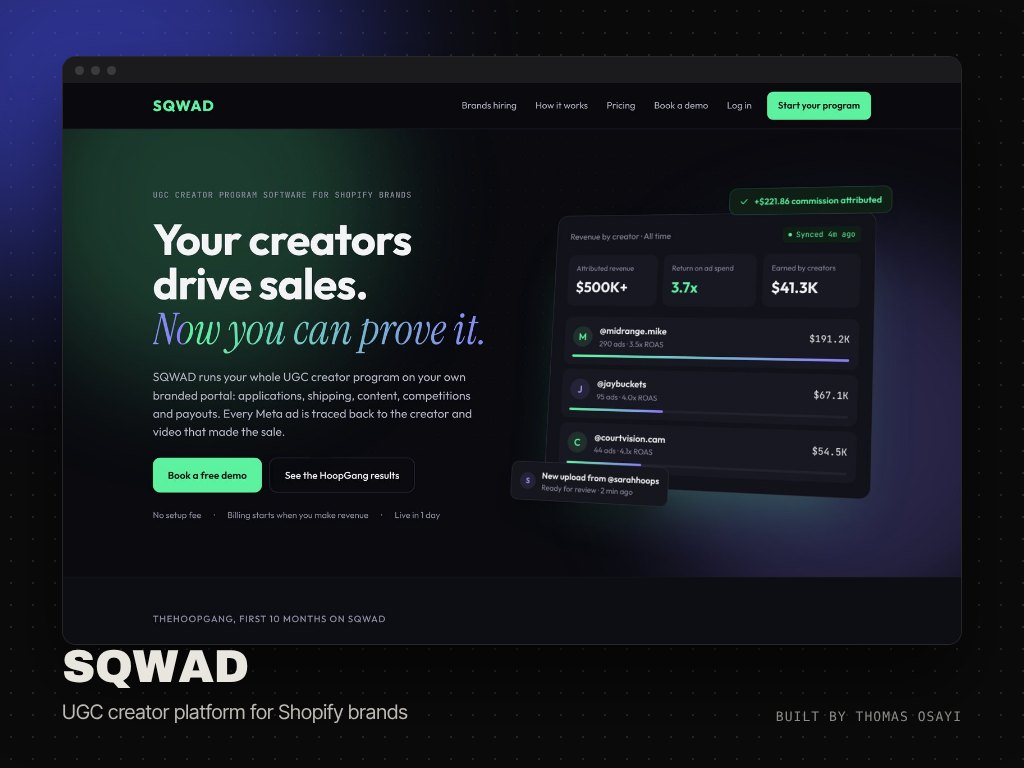 SQWAD
Brands hiring
How it works
Pricing
Book a demo
Log in
Start your program
UGC CREATOR PROGRAM SOFTWARE FOR SHOPIFY BRANDS
Your creators
drive sales.
Now you can prove it.
SQWAD runs your whole UGC creator program on your own
branded portal: applications, shipping, content, competitions
and payouts. Every Meta ad is traced back to the creator and
video that made the sale.
Book a free demo
See the HoopGang results
No setup fee · Billing starts when you make revenue · Live in 1 day
+$221.86 commission attributed
Revenue by creator · All time
Synced 4m ago
Attributed revenue
$500K+
Return on ad spend
3.7x
Earned by creators
$41.3K
M
@midrange.mike
290 ads · 3.5x ROAS
$191.2K
J
@jaybuckets
95 ads · 4.0x ROAS
$67.1K
C
@courtvision.cam
44 ads · 4.1x ROAS
$54.5K
S
New upload from @sarahhoops
Ready for review · 2 min ago
THEHOOPGANG, FIRST 10 MONTHS ON SQWAD
SQWAD
UGC creator platform for Shopify brands
BUILT BY THOMAS OSAYI